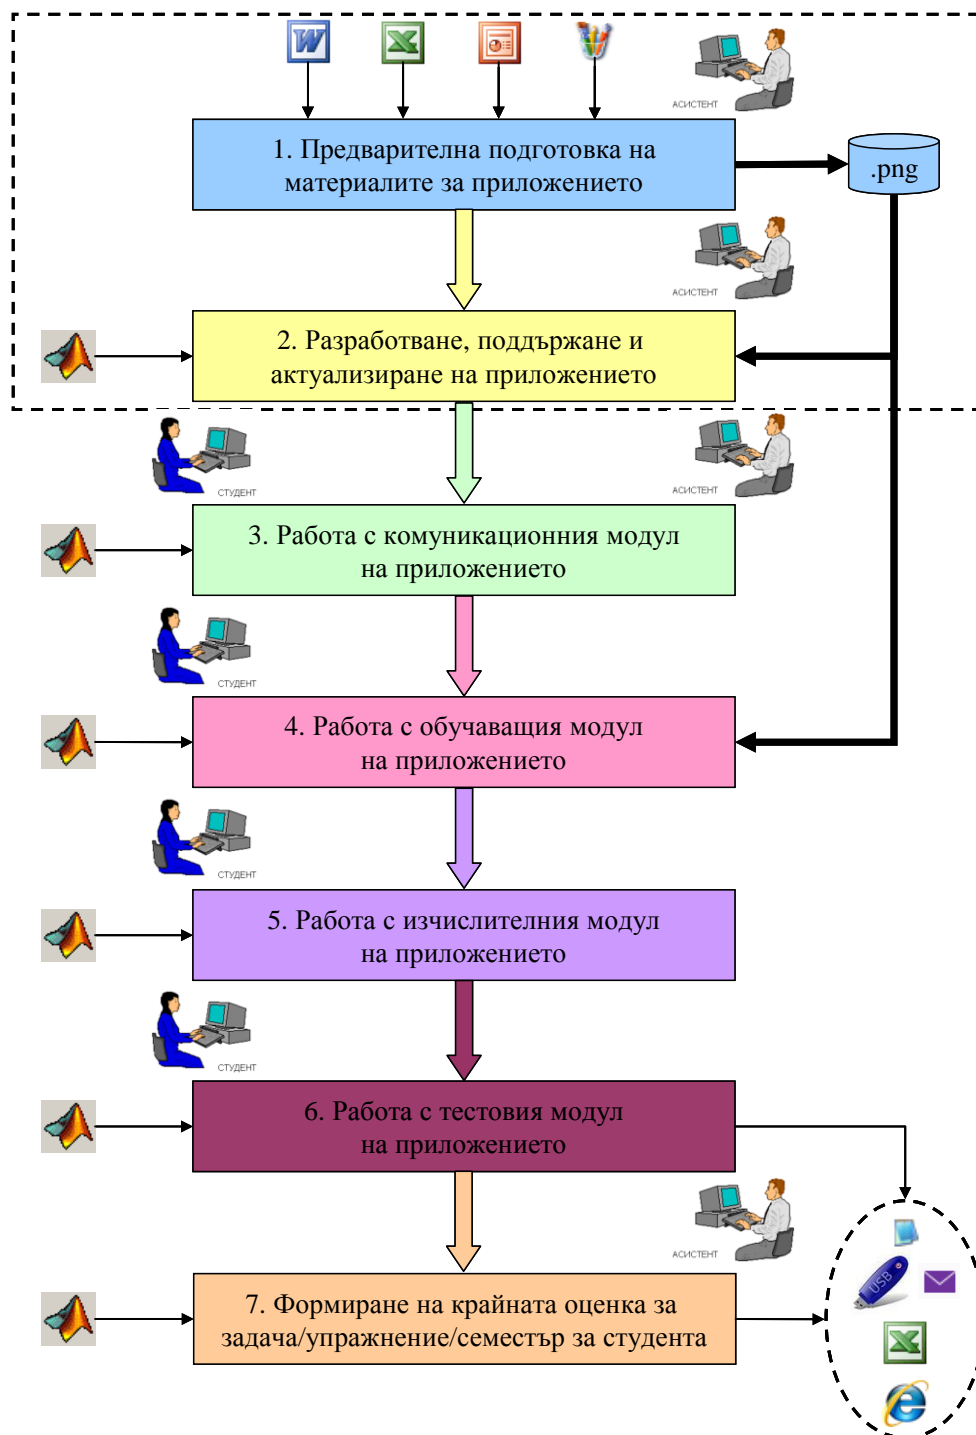 W
X
АСИСТЕНТ
1. Предварителна подготовка на
материалите за приложението
.png
АСИСТЕНТ
2. Разработване, поддържане и
актуализиране на приложението
СТУДЕНТ
АСИСТЕНТ
3. Работа с комуникационния модул
на приложението
СТУДЕНТ
4. Работа с обучаващия модул
на приложението
СТУДЕНТ
5. Работа с изчислителния модул
на приложението
СТУДЕНТ
6. Работа с тестовия модул
на приложението
АСИСТЕНТ
USB
7. Формиране на крайната оценка за
задача/упражнение/семестър за студента
X
e